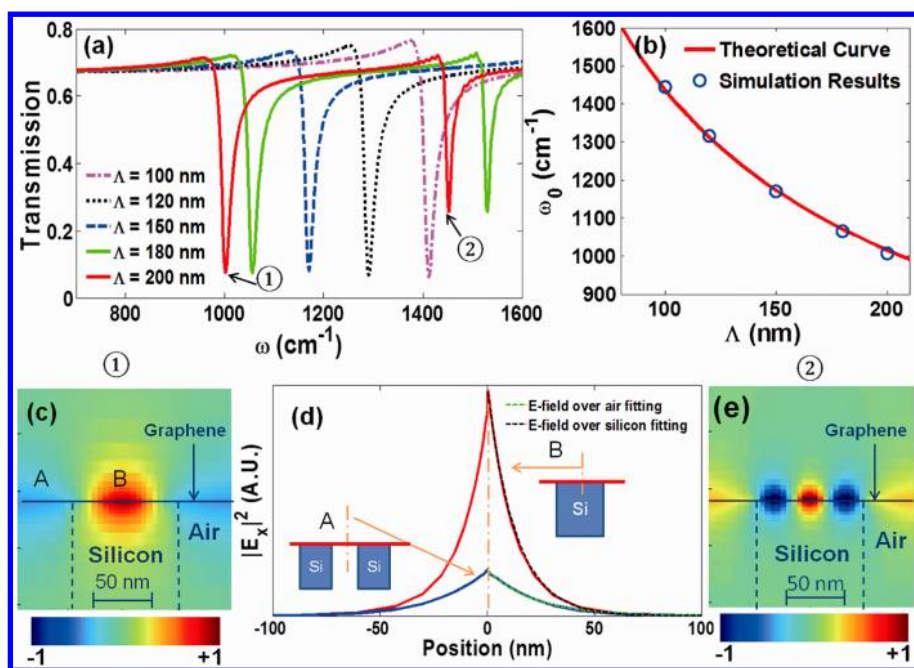 (a)
Transmission
0.8
0.6
0.4
0.2
0
Λ = 100 nm
Λ = 120 nm
Λ = 160 nm
Λ = 180 nm
Λ = 200 nm
①
②
800 1000 1200 1400 1600
ω (cm⁻¹)
(b)
Theoretical Curve
Simulation Results
ω₀ (cm⁻¹)
1600
1500
1400
1300
1200
1100
1000
900
100 150 200
Λ (nm)
①
(c)
Graphene
A
B
Air
Silicon
50 nm
-1 +1
(d)
|Eₓ|² (A.U.)
E-field over air fitting
E-field over silicon fitting
B
A
Si
Si Si
-100 -50 0 50 100
Position (nm)
②
(e)
Graphene
Air
Silicon
50 nm
-1 +1